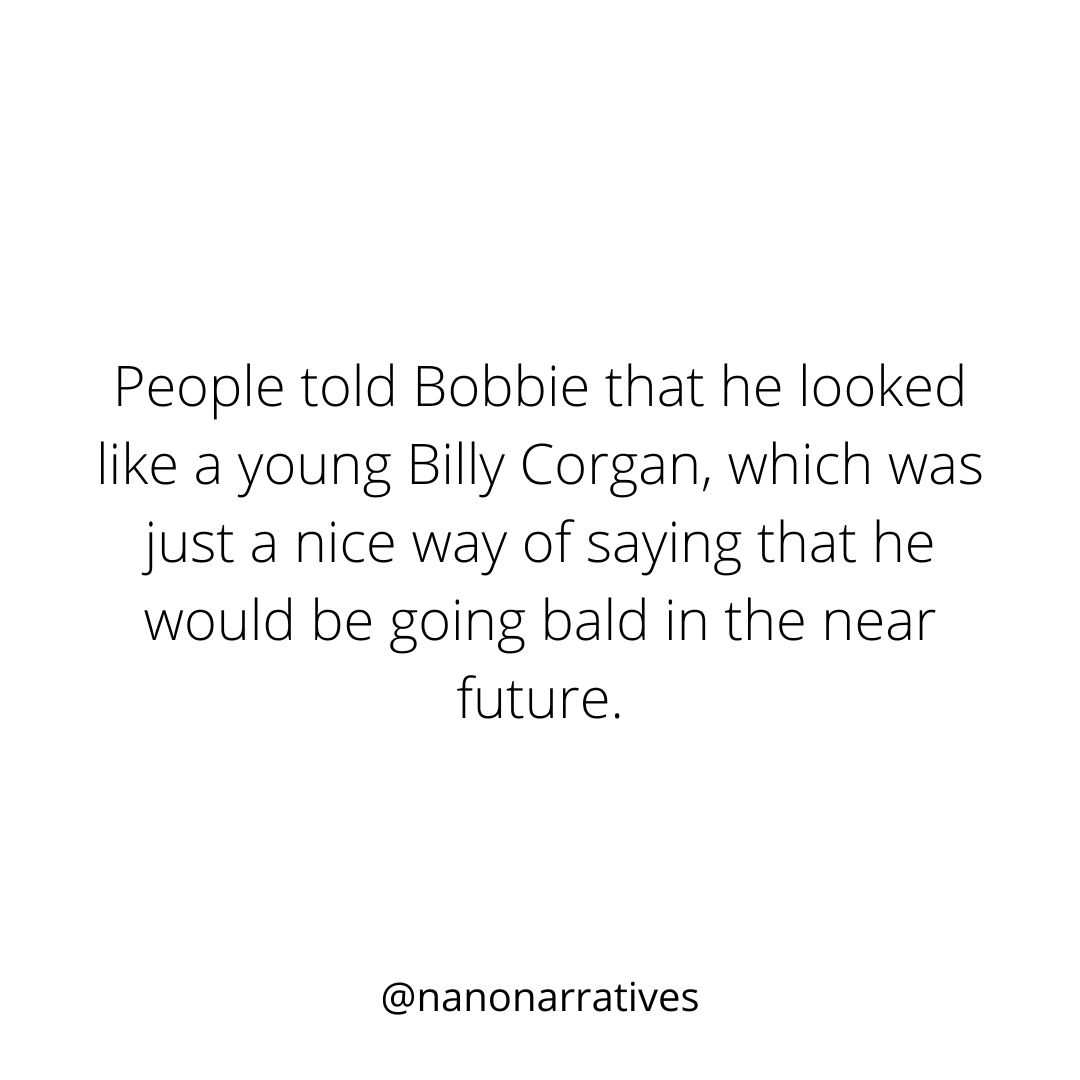 People told Bobbie that he looked
like a young Billy Corgan, which was
just a nice way of saying that he
would be going bald in the near
future.
@nanonarratives